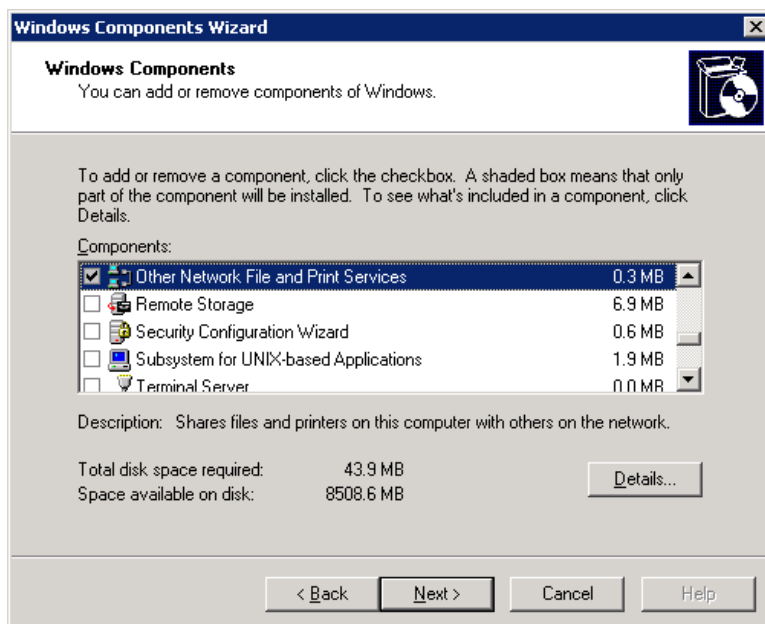 Windows Components Wizard
Windows Components
You can add or remove components of Windows.
To add or remove a component, click the checkbox. A shaded box means that only
part of the component will be installed. To see what's included in a component, click
Details.
Components:
Other Network File and Print Services 0.3 MB
Remote Storage 6.9 MB
Security Configuration Wizard 0.6 MB
Subsystem for UNIX-based Applications 1.9 MB
Terminal Server 0.0 MB
Description: Shares files and printers on this computer with others on the network.
Total disk space required: 43.9 MB
Space available on disk: 8508.6 MB
Details...
< Back Next > Cancel Help